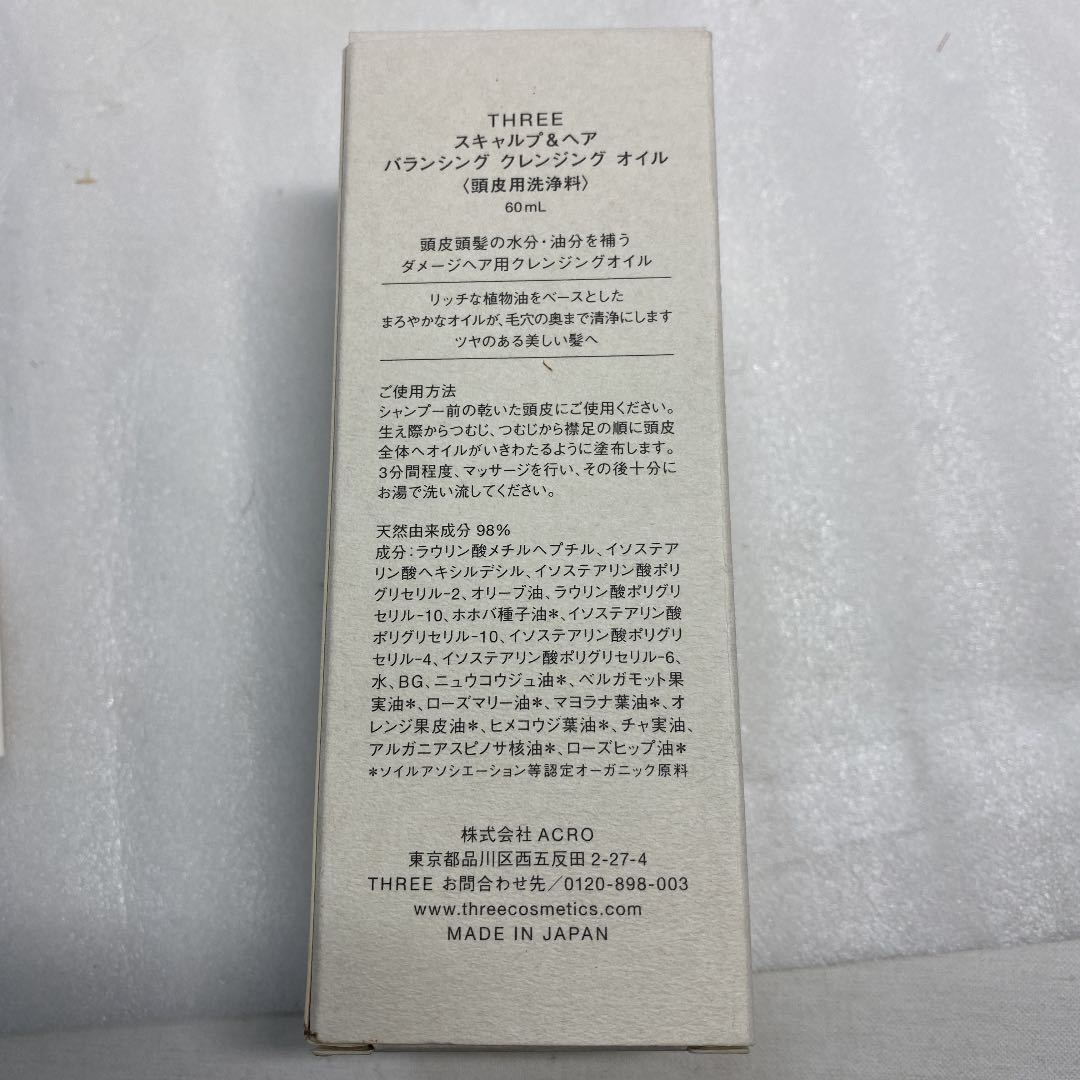 THREE
スキャルプ&ヘア
バランシング クレンジング オイル
〈頭皮用洗浄料〉
60mL
頭皮頭髪の水分・油分を補う
ダメージヘア用クレンジングオイル
リッチな植物油をベースとした
まろやかなオイルが、毛穴の奥まで清浄にします
ツヤのある美しい髪へ
ご使用方法
シャンプー前の乾いた頭皮にご使用ください。
生え際からつむじ、つむじから襟足の順に頭皮
全体へオイルがいきわたるように塗布します。
3分間程度、マッサージを行い、その後十分に
お湯で洗い流してください。
天然由来成分 98%
成分：ラウリン酸メチルヘプチル、イソステア
リン酸ヘキシルデシル、イソステアリン酸ポリ
グリセリル-2、オリーブ油、ラウリン酸ポリグリ
セリル-10、ホホバ種子油*、イソステアリン酸
ポリグリセリル-10、イソステアリン酸ポリグリ
セリル-4、イソステアリン酸ポリグリセリル-6、
水、BG、ニュウコウジュ油*、ベルガモット果
実油*、ローズマリー油*、マヨラナ葉油*、オ
レンジ果皮油*、ヒメコウジ葉油*、チャ実油、
アルガニアスピノサ核油*、ローズヒップ油*
*ソイルアソシエーション等認定オーガニック原料
株式会社 ACRO
東京都品川区西五反田 2-27-4
THREE お問合わせ先／0120-898-003
www.threecosmetics.com
MADE IN JAPAN